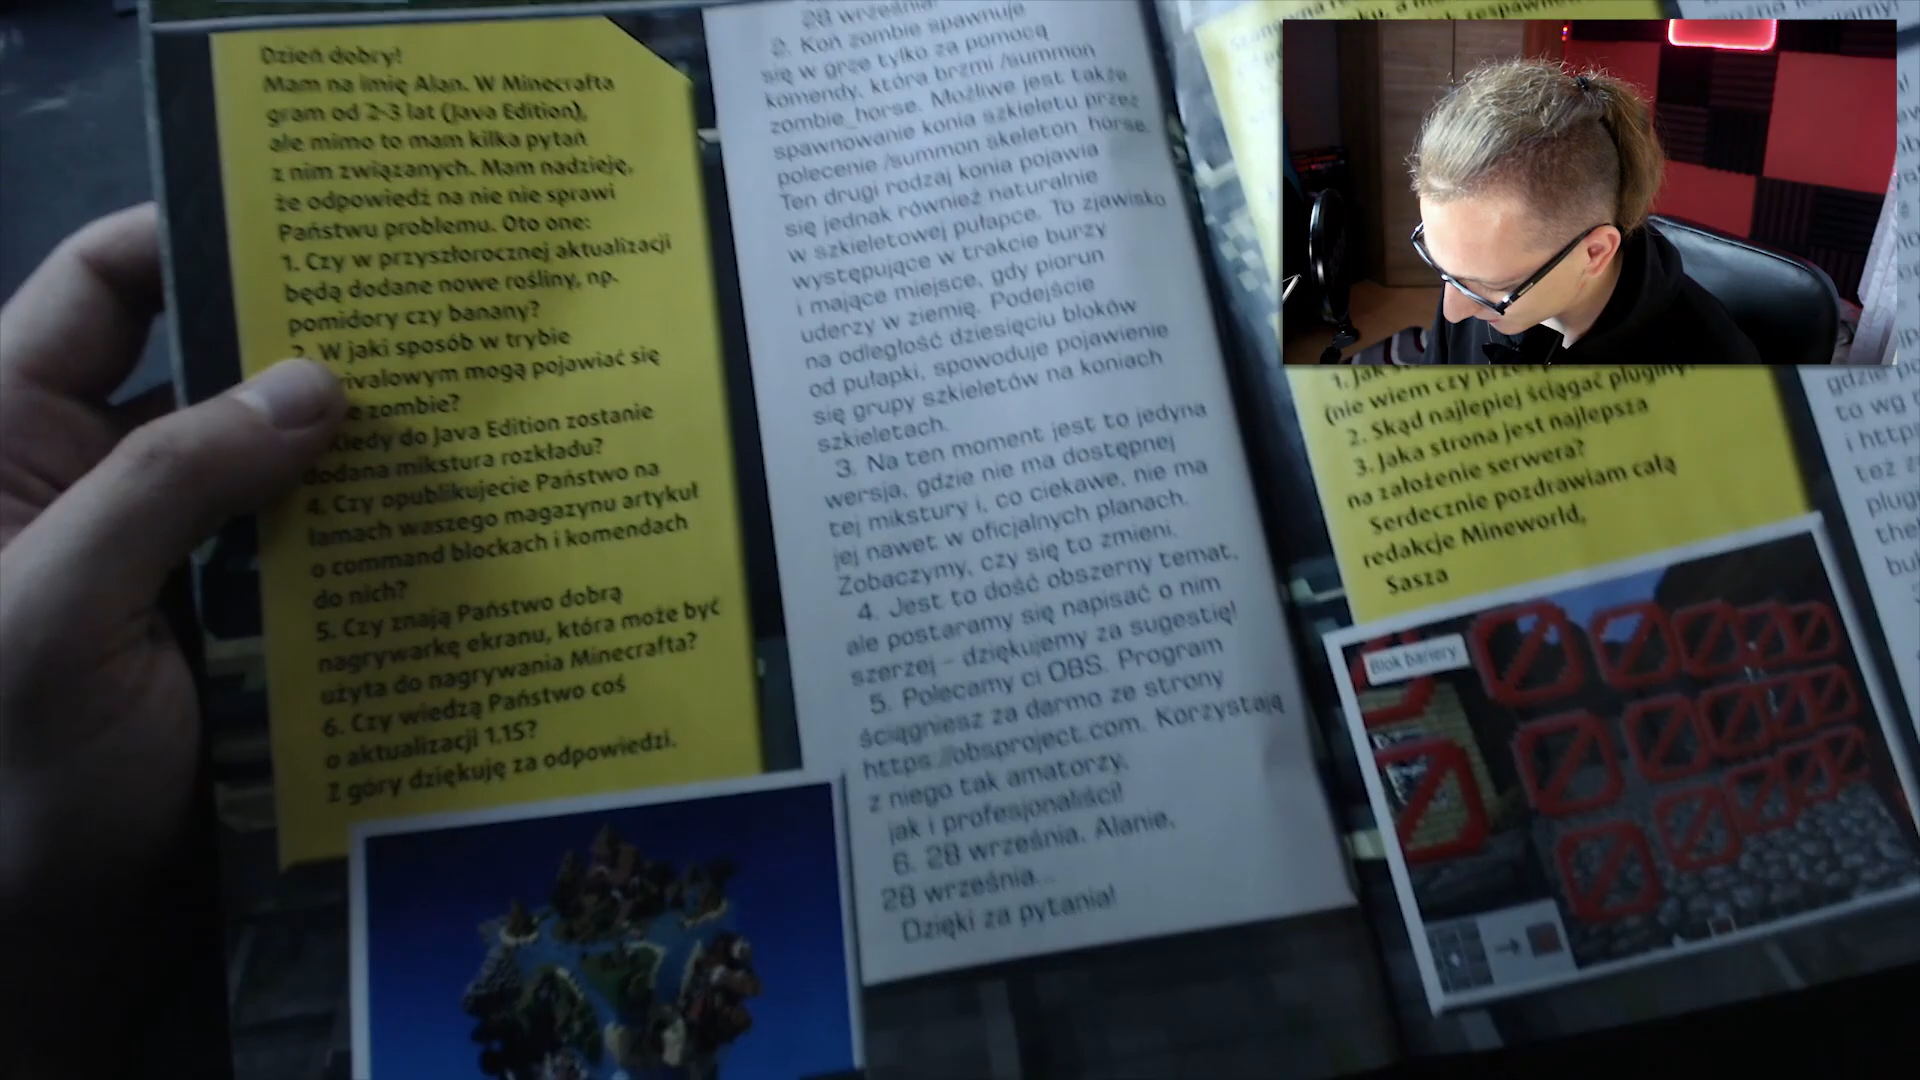 Dzień dobry!
Mam na imię Alan. W Minecrafta
gram od 2-3 lat (Java Edition),
ale mimo to mam kilka pytań
z nim związanych. Mam nadzieję,
że odpowiedź na nie nie sprawi
Państwu problemu. Oto one:
1. Czy w przyszłorocznej aktualizacji
będą dodane nowe rośliny, np.
pomidory czy banany?
2. W jaki sposób w trybie
rivalowym mogą pojawiać się
e zombie?
Kiedy do Java Edition zostanie
dodana mikstura rozkładu?
4. Czy opublikujecie Państwo na
łamach waszego magazynu artykuł
o command blockach i komendach
do nich?
5. Czy znają Państwo dobrą
nagrywarkę ekranu, która może być
użyta do nagrywania Minecrafta?
6. Czy wiedzą Państwo coś
o aktualizacji 1.15?
Z góry dziękuję za odpowiedzi.
28 września!
2. Koń zombie spawnuje
się w grze tylko za pomocą
komendy, która brzmi /summon
zombie_horse. Możliwe jest także
spawnowanie konia szkieletu przez
polecenie /summon skeleton_horse.
Ten drugi rodzaj konia pojawia
się jednak również naturalnie
w szkieletowej pułapce. To zjawisko
występujące w trakcie burzy
i mające miejsce, gdy piorun
uderzy w ziemię. Podejście
na odległość dziesięciu bloków
od pułapki, spowoduje pojawienie
się grupy szkieletów na koniach
szkieletach.
3. Na ten moment jest to jedyna
wersja, gdzie nie ma dostępnej
tej mikstury i, co ciekawe, nie ma
jej nawet w oficjalnych planach.
Zobaczymy, czy się to zmieni.
4. Jest to dość obszerny temat,
ale postaramy się napisać o nim
szerzej – dziękujemy za sugestię!
5. Polecamy ci OBS. Program
ściągniesz za darmo ze strony
https://obsproject.com. Korzystają
z niego tak amatorzy,
jak i profesjonaliści!
6. 28 września, Alanie,
28 września...
Dzięki za pytania!
1. Jak
(nie wiem czy
2. Skąd najlepiej ściągać pluginy
3. Jaka strona jest najlepsza
na założenie serwera?
Serdecznie pozdrawiam całą
redakcje Mineworld,
Sasza
Blok bariery
gdzie
to wg
i https
też